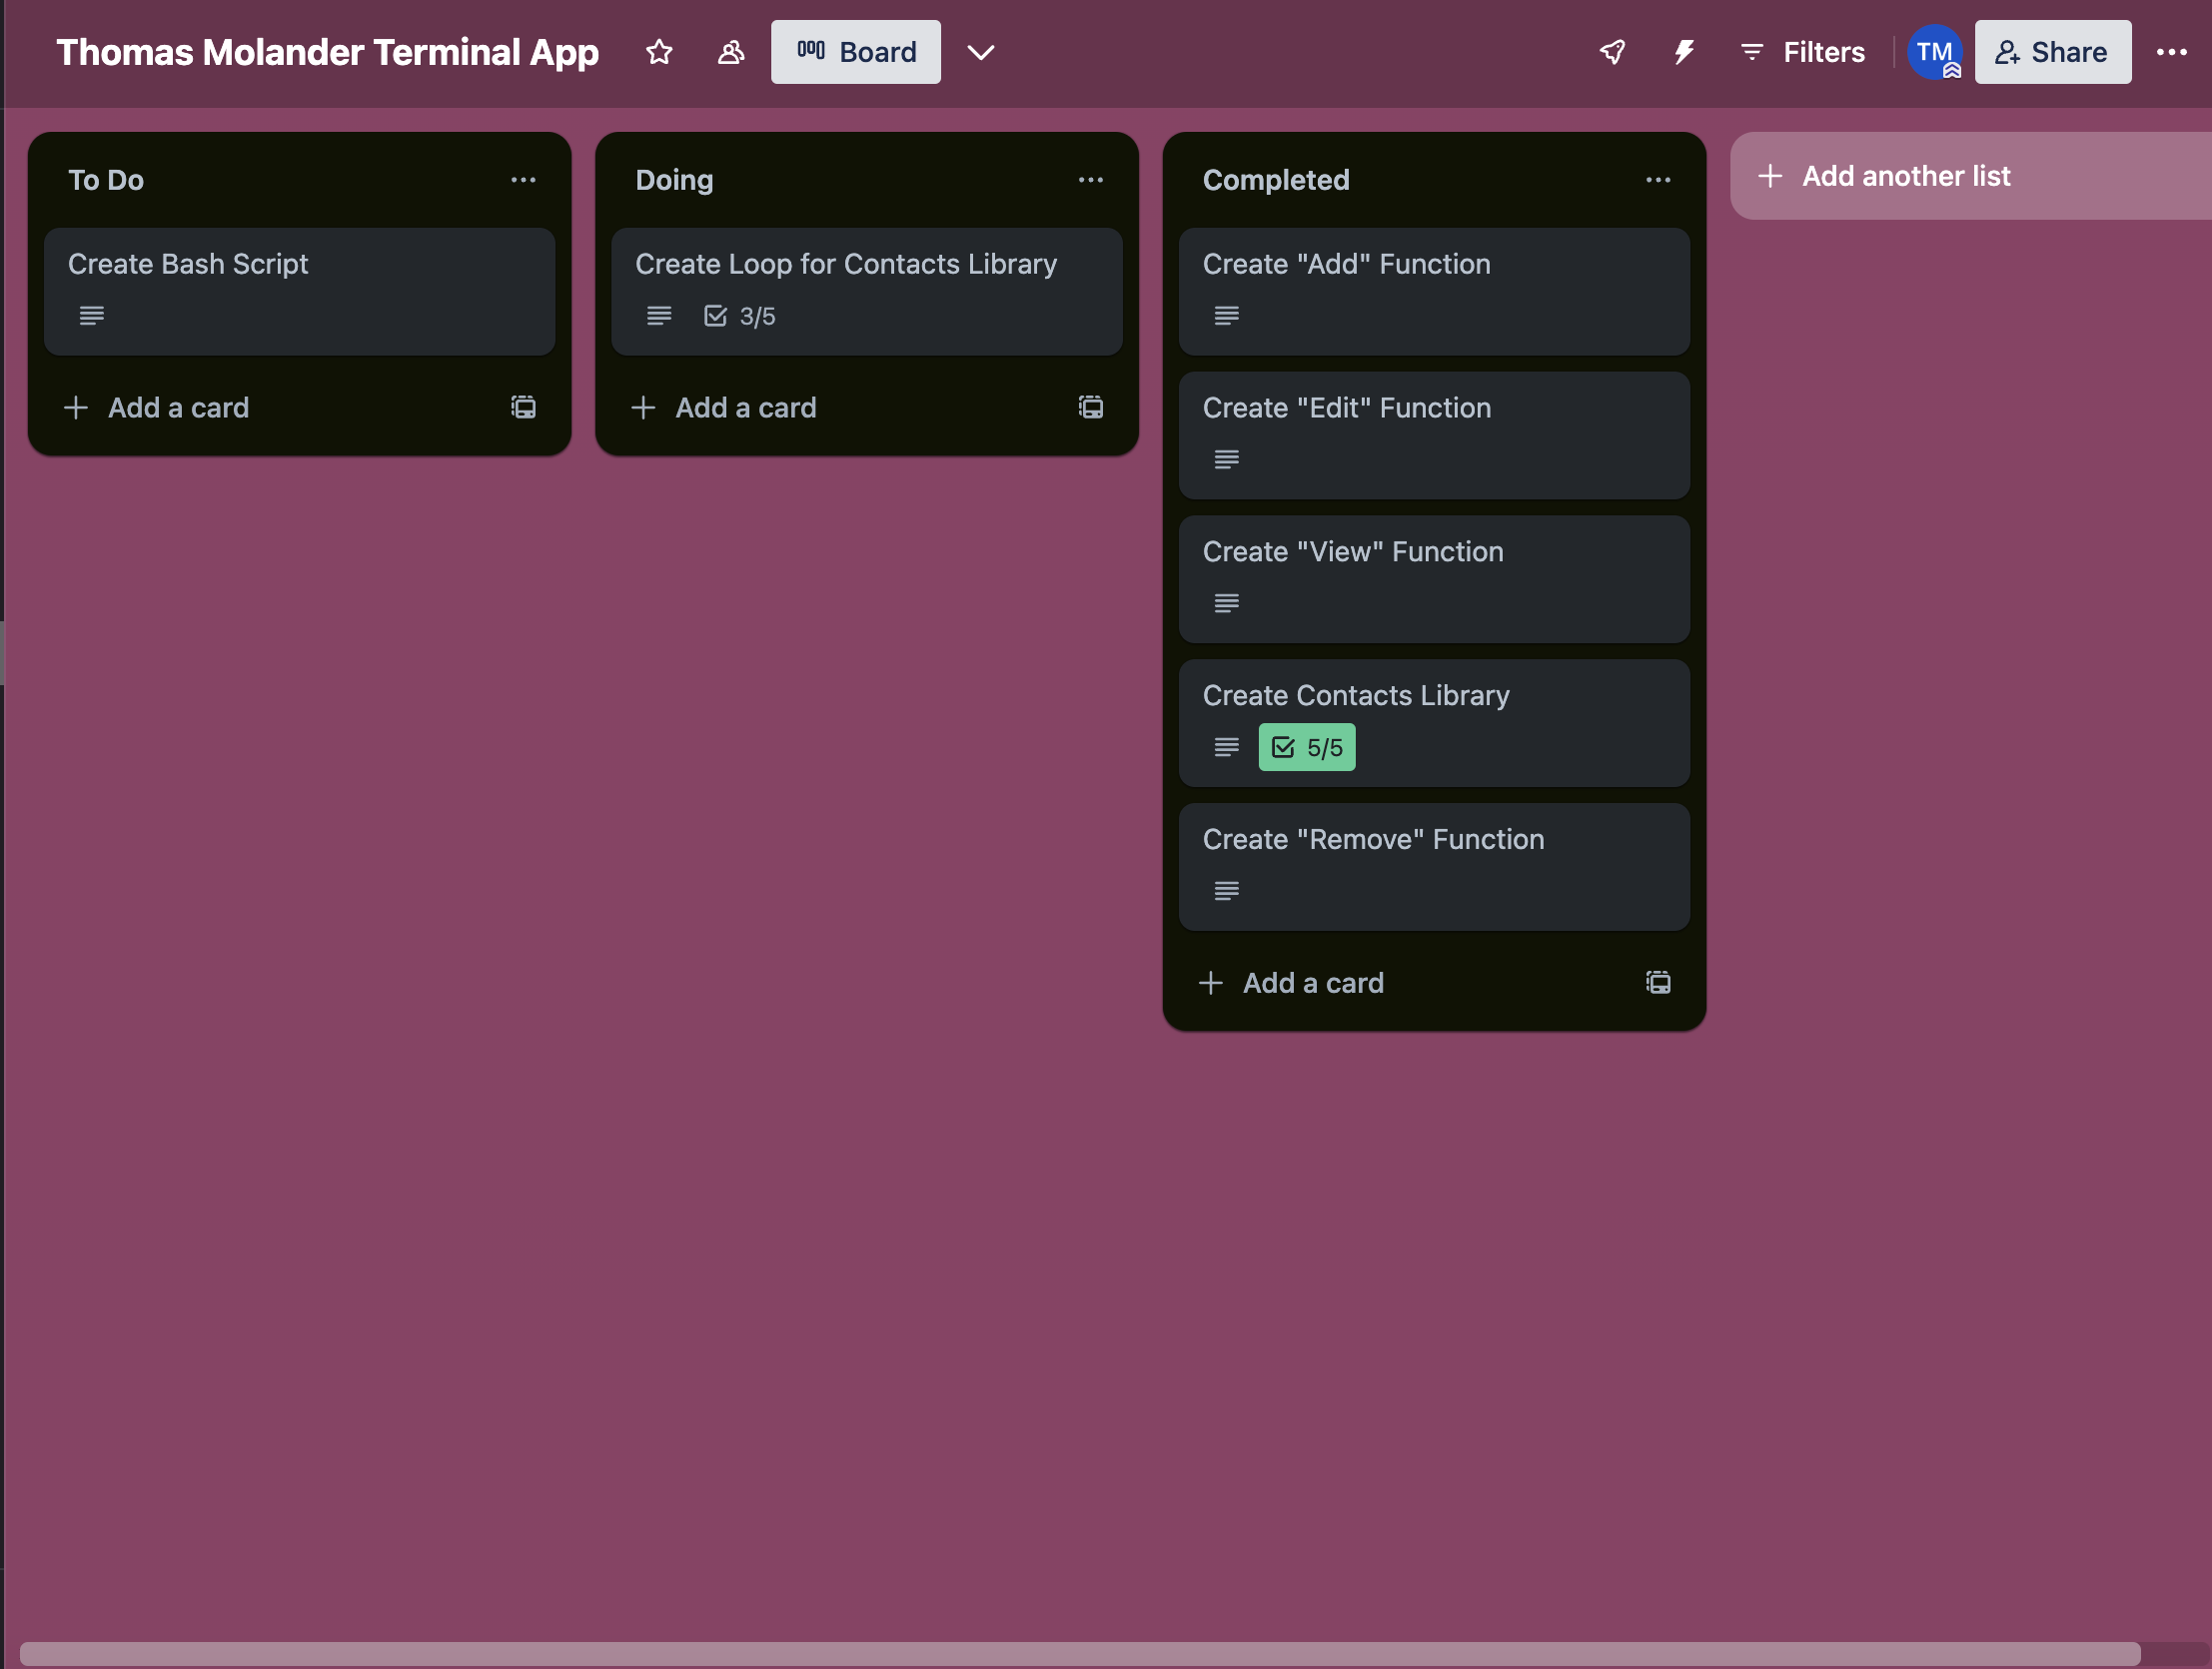 Thomas Molander Terminal App
Board
Filters
TM
Share
To Do
Create Bash Script
Add a card
Doing
Create Loop for Contacts Library
3/5
Add a card
Completed
Create "Add" Function
Create "Edit" Function
Create "View" Function
Create Contacts Library
5/5
Create "Remove" Function
Add a card
Add another list